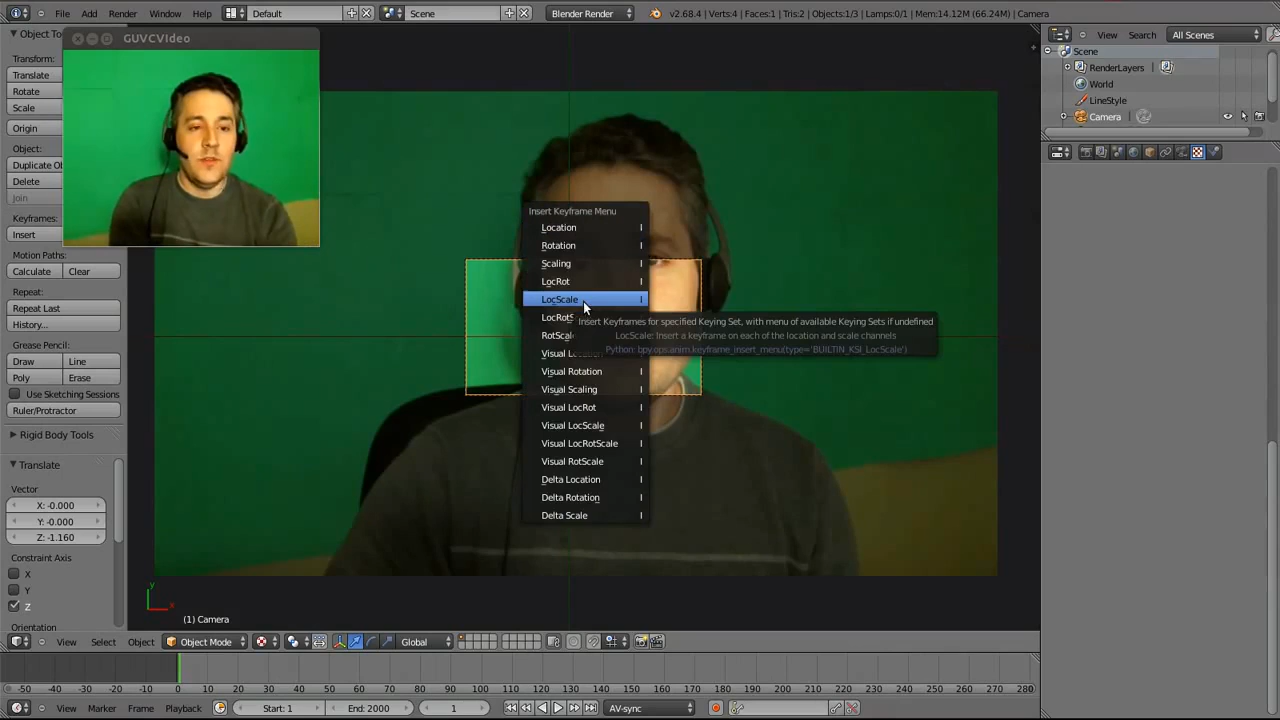 File Add Render Window Help Default Scene Blender Render v2.68.4 | Verts:4 | Faces:1 | Tris:2 | Objects:1/3 | Lamps:0/1 | Mem:14.12M (66.24M) | Camera
Object To
GUVCVideo
Transform:
Translate
Rotate
Scale
Origin
Object:
Duplicate Ob
Delete
Join
Keyframes:
Insert
Motion Paths:
Calculate Clear
Repeat:
Repeat Last
History...
Grease Pencil:
Draw Line
Poly Erase
Use Sketching Sessions
Ruler/Protractor
Rigid Body Tools
Translate
Vector
X: -0.000
Y: -0.000
Z: -1.160
Constraint Axis
X
Y
Z
Orientation
Insert Keyframe Menu
Location I
Rotation I
Scaling I
LocRot I
LocScale I
LocRotS
RotScal
Visual Location
Visual Rotation I
Visual Scaling I
Visual LocRot I
Visual LocScale I
Visual LocRotScale I
Visual RotScale I
Delta Location I
Delta Rotation I
Delta Scale I
Insert Keyframes for specified Keying Set, with menu of available Keying Sets if undefined
LocScale: Insert a keyframe on each of the location and scale channels
Python: bpy.ops.anim.keyframe_insert_menu(type='BUILTIN_KSI_LocScale')
y
x
(1) Camera
View Search All Scenes
Scene
RenderLayers
World
LineStyle
Camera
View Select Object Object Mode Global
-50 -40 -30 -20 -10 0 10 20 30 40 50 60 70 80 90 100 110 120 130 140 150 160 170 180 190 200 210 220 230 240 250 260 270 280
View Marker Frame Playback Start: 1 End: 2000 1 AV-sync